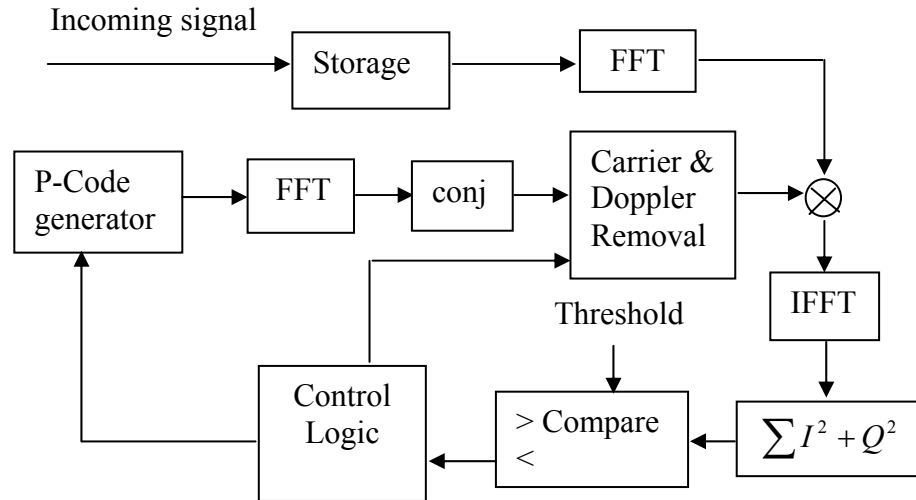 Incoming signal
Storage
FFT
P-Code
generator
FFT
conj
Carrier &
Doppler
Removal
IFFT
Threshold
Control
Logic
> Compare
<
∑ I² + Q²